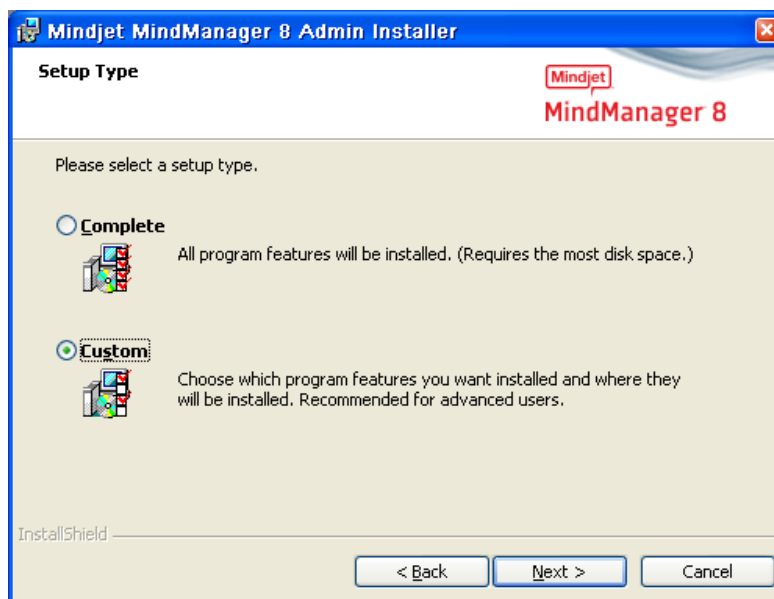 Mindjet MindManager 8 Admin Installer
Setup Type
Mindjet
MindManager 8
Please select a setup type.
Complete
All program features will be installed. (Requires the most disk space.)
Custom
Choose which program features you want installed and where they
will be installed. Recommended for advanced users.
InstallShield
< Back
Next >
Cancel